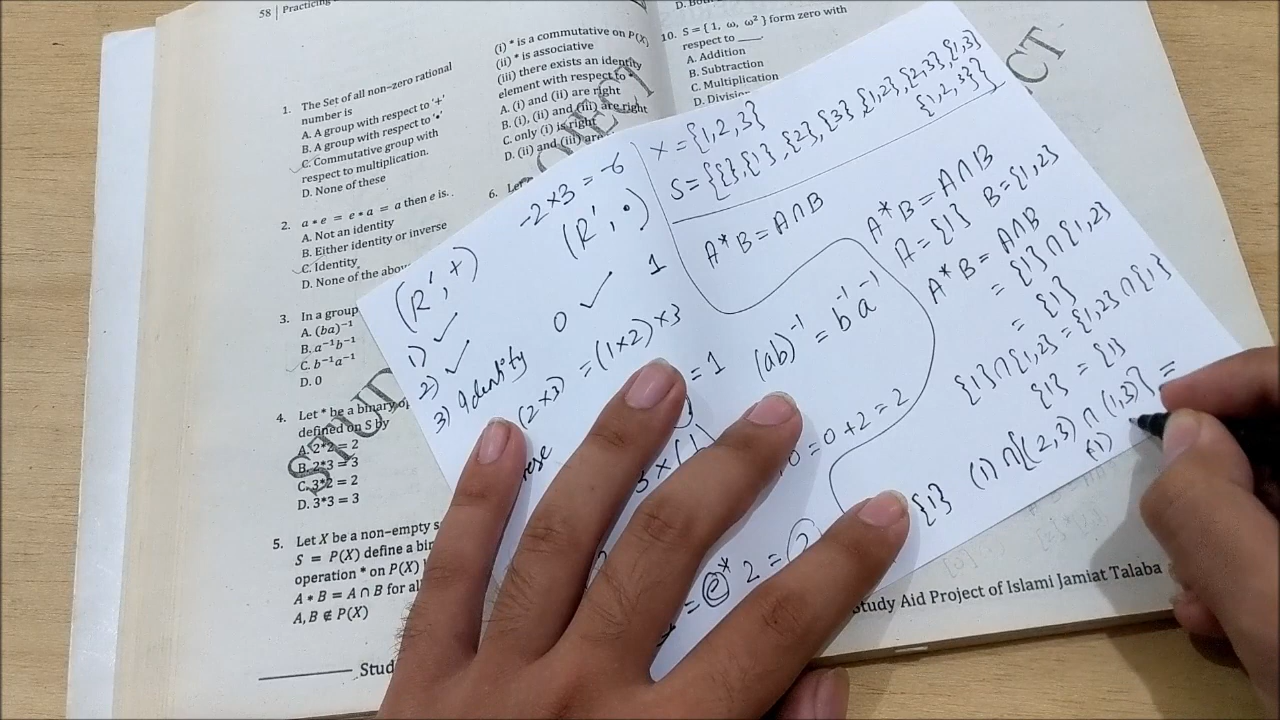 58 | Practicing
1. The Set of all non-zero rational
number is
A. A group with respect to '+'
B. A group with respect to '•'
C. Commutative group with
respect to multiplication.
D. None of these
2. a * e = e * a = a then e is.
A. Not an identity
B. Either identity or inverse
C. Identity
D. None of the abov
3. In a group
A. (ba)⁻¹
B. a⁻¹b⁻¹
C. b⁻¹a⁻¹
D. 0
4. Let * be a binary op
defined on S by
A. 2*2 = 2
B. 2*3 = 3
C. 3*2 = 2
D. 3*3 = 3
5. Let X be a non-empty s
S = P(X) define a bin
operation * on P(X)
A * B = A ∩ B for al
A, B ∉ P(X)
Stud
(i) * is a commutative on P(X)
(ii) * is associative
(iii) there exists an identity
element with respect to *
A. (i) and (ii) are right
B. (i), (ii) and (iii) are right
C. only (i) is right
D. (ii) and (iii) are
6. Let
10. S = { 1, ω, ω² } form zero with
respect to ____.
A. Addition
B. Subtraction
C. Multiplication
D. Division
Study Aid Project of Islami Jamiat Talaba
-2×3 = -6
(R', +)
(R', •)
1)
2)
3) Identity
0
1
(2×3) = (1×2)×3
= 1
= 0+2 = 2
2 * 2 = 2
X = {1,2,3}
S = {{},{1},{2},{3},{1,2},{2,3},{1,3}
{1,2,3}}
A*B = A∩B
(ab)⁻¹ = b⁻¹a⁻¹
A*B = A∩B
A = {1} B = {1,2}
A*B = A∩B
= {1}∩{1,2}
= {1}
{1}∩{1,2} = {1,2}∩{1}
{1} = {1}
{1} (1)∩[(2,3)∩(1,3)] =